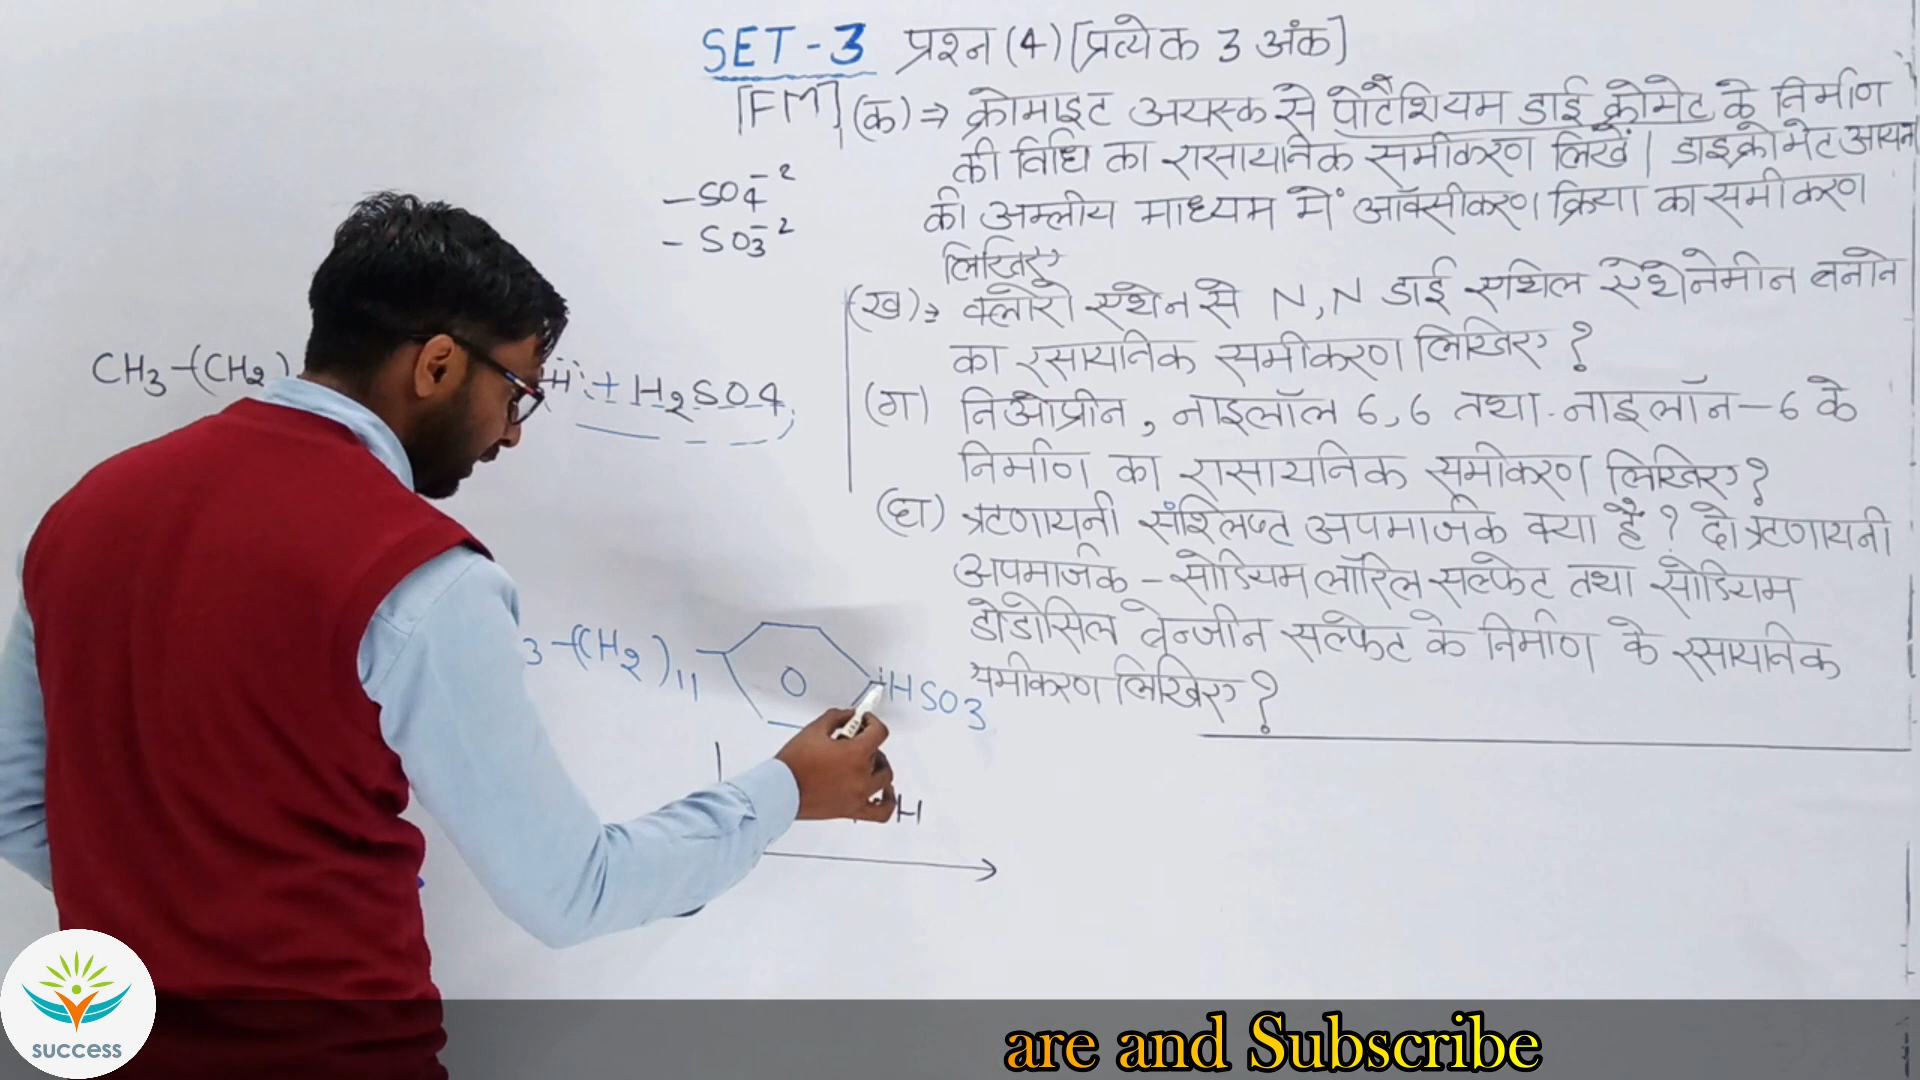 SET-3 प्रश्न (4) [प्रत्येक 3 अंक]
[FM] (क) ⇒ क्रोमाइट अयस्क से पोटैशियम डाई क्रोमेट के निर्माण
की विधि का रासायनिक समीकरण लिखें। डाइक्रोमेट आयन
की अम्लीय माध्यम में ऑक्सीकरण क्रिया का समीकरण
लिखिए
(ख)⇒ क्लोरो एथेन से N,N डाई एथिल ऐथेनेमीन बनाने
का रसायनिक समीकरण लिखिए ?
(ग) निओप्रीन, नाइलॉल 6,6 तथा नाइलॉन-6 के
निर्माण का रासायनिक समीकरण लिखिए?
(घ) ऋणायनी संश्लिष्ट अपमार्जक क्या है ? दो ऋणायनी
अपमार्जक - सोडियम लॉरिल सल्फेट तथा सोडियम
डोडोसिल बेन्जीन सल्फेट के निर्माण के रसायनिक
समीकरण लिखिए ?
-SO4^-2
-SO3^-2
CH3-(CH2) H + H2SO4
3-(CH2)11 HSO3
H
success
are and Subscribe